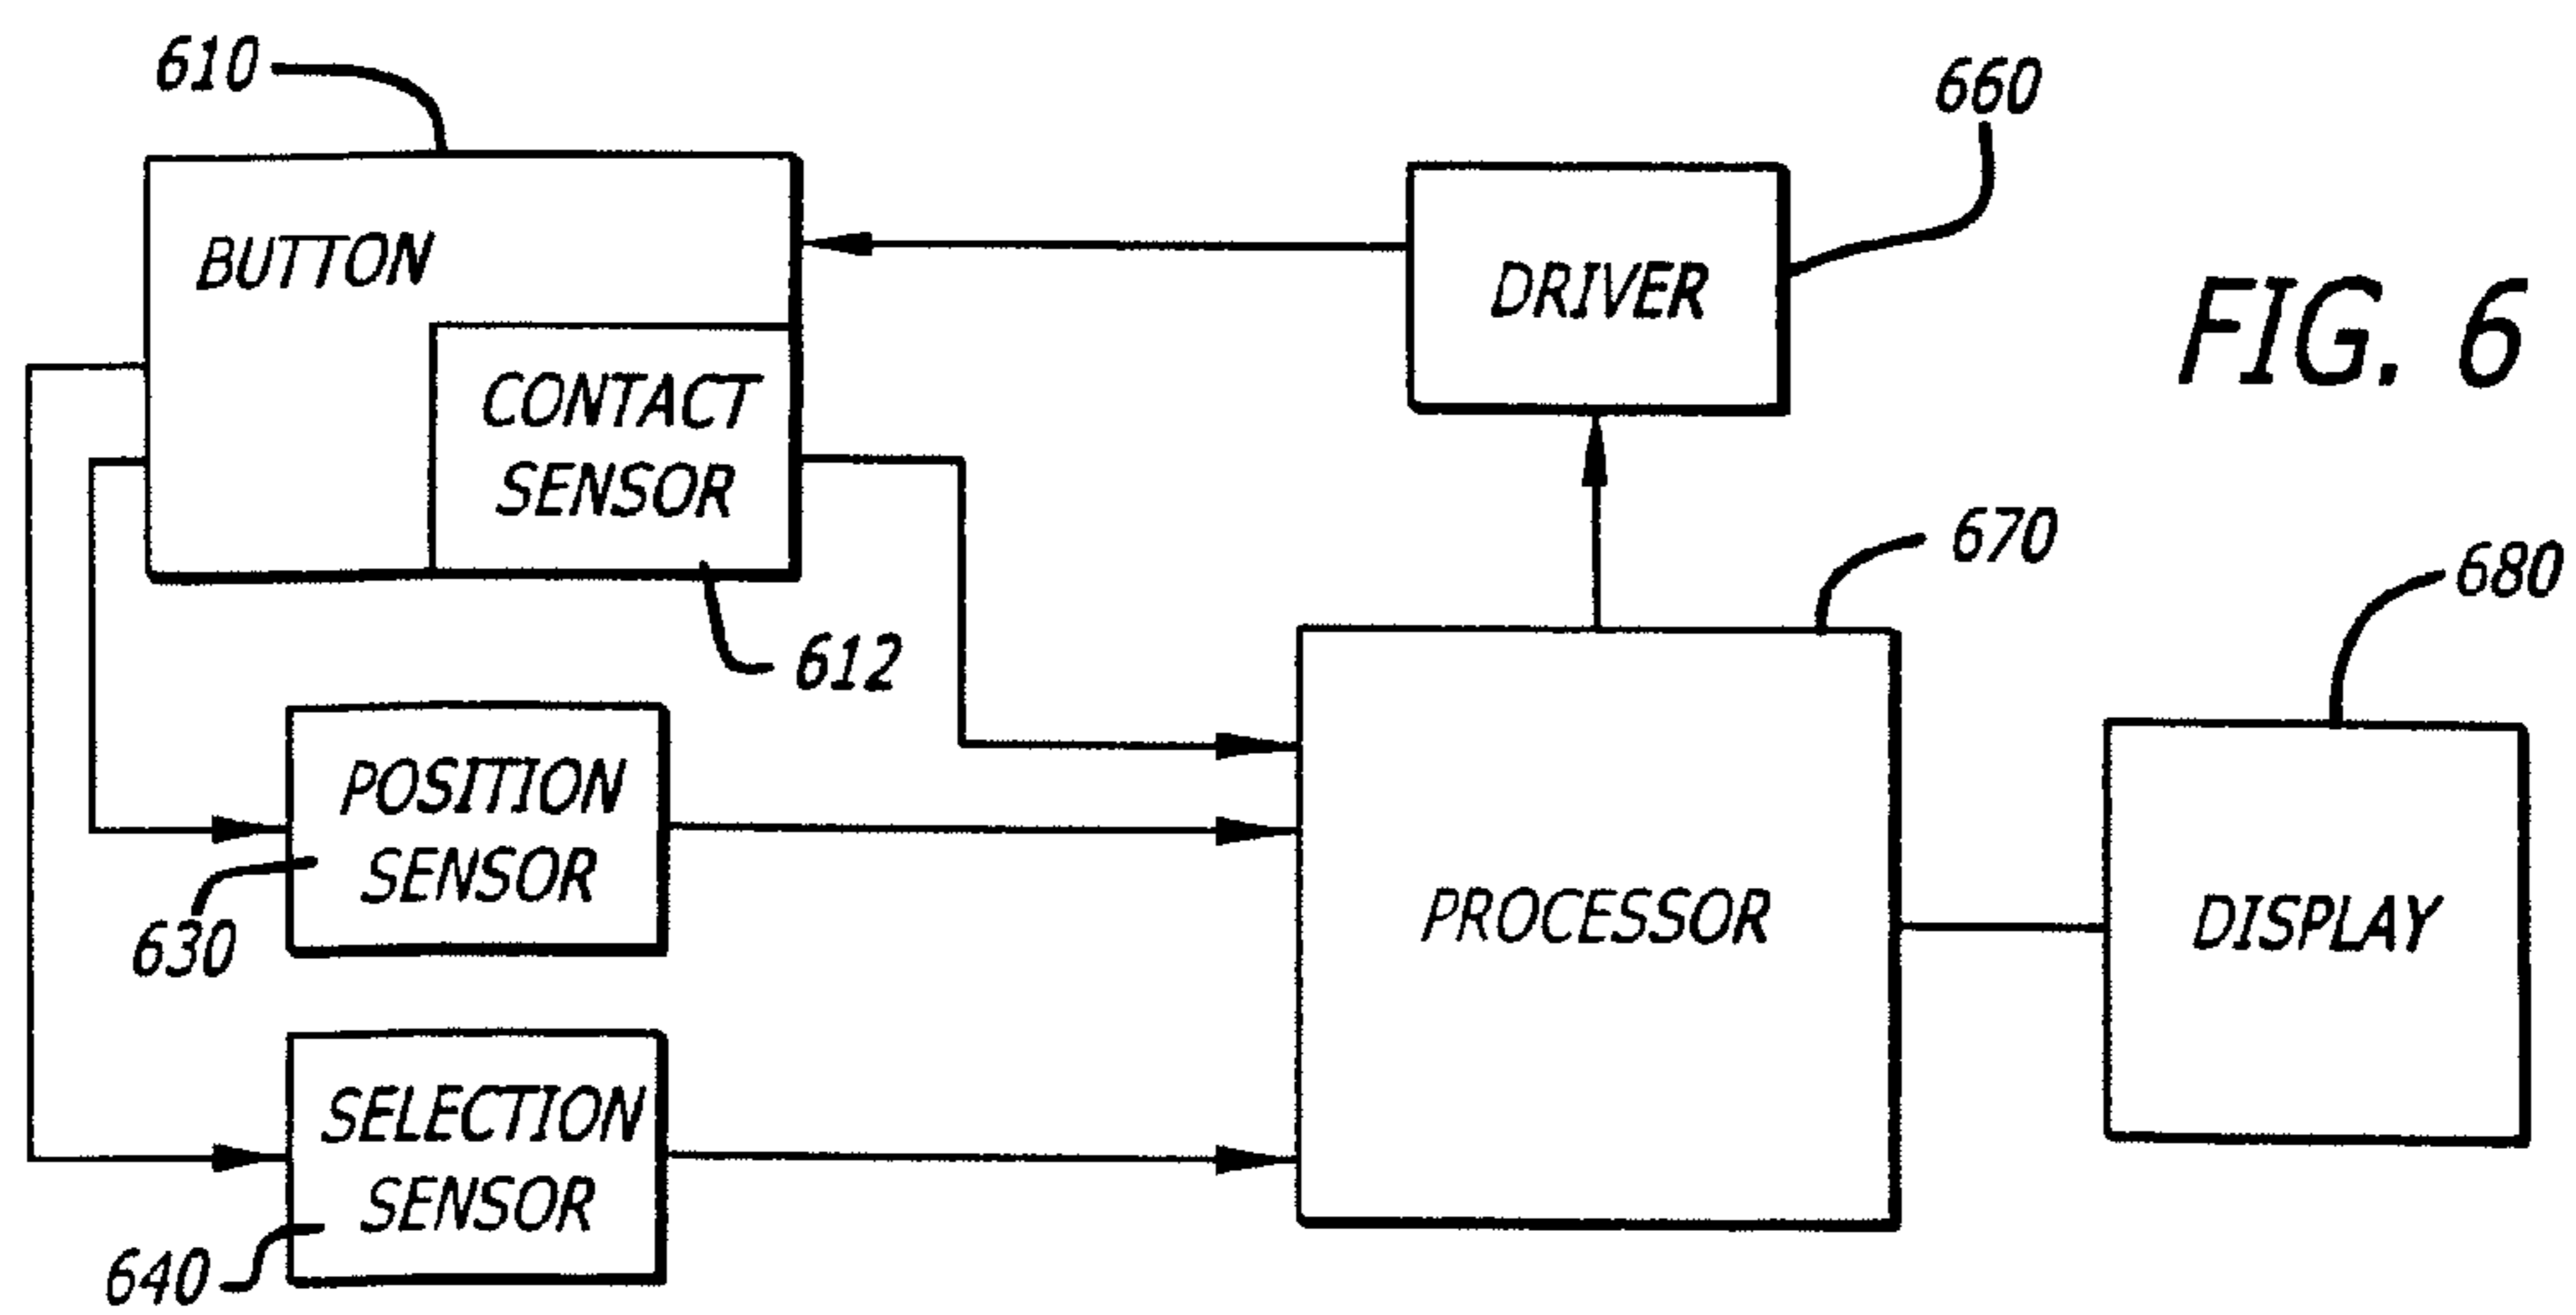 610
660
BUTTON
DRIVER
FIG. 6
CONTACT
SENSOR
670
680
612
POSITION
SENSOR
630
PROCESSOR
DISPLAY
SELECTION
SENSOR
640